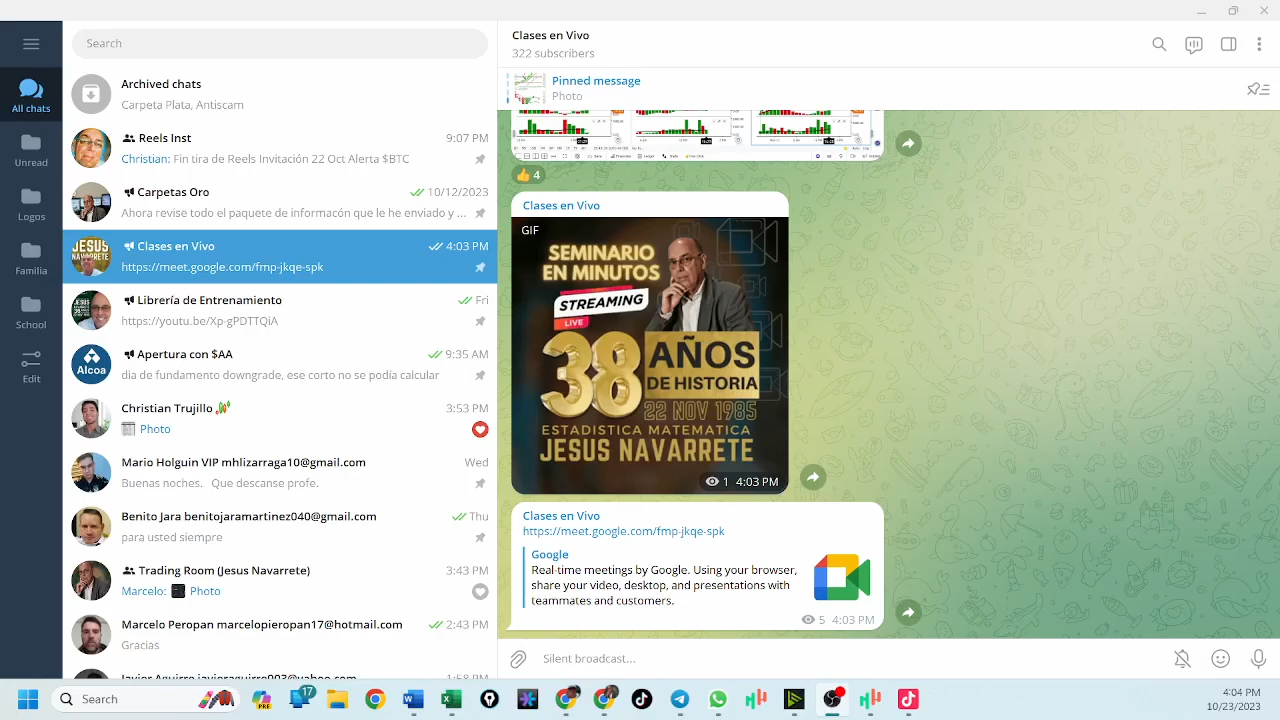 Search
All chats
Unread
Logos
Familia
School
Edit
Archived chats
Carpeta Plata, Antiscam
Reels Inst
9:07 PM
Christian: Firmira de Reels Invitación 22 Oct Alerta $BTC
Carpetas Oro
10/12/2023
Ahora revise todo el paquete de informacón que le he enviado y ...
Clases en Vivo
4:03 PM
https://meet.google.com/fmp-jkqe-spk
Librería de Entrenamiento
Fri
https://youtu.be/Xp-gPDTTQiA
Apertura con $AA
9:35 AM
dia de fundamento downgrade, ese corto no se podía calcular
Alcoa
Christian Trujillo
3:53 PM
Photo
Mario Holguin VIP mhlizarraga10@gmail.com
Wed
Buenas noches. Que descanse profe.
Benito Jara benitojaramartinez040@gmail.com
Thu
para usted siempre
Trading Room (Jesus Navarrete)
3:43 PM
Marcelo: Photo
Marcelo Peropan marcelopieropan17@hotmail.com
2:43 PM
Gracias
Clases en Vivo
322 subscribers
Pinned message
Photo
4
Clases en Vivo
GIF
SEMINARIO
EN MINUTOS
STREAMING
LIVE
38 AÑOS
DE HISTORIA
22 NOV 1985
ESTADISTICA MATEMATICA
JESUS NAVARRETE
1 4:03 PM
Clases en Vivo
https://meet.google.com/fmp-jkqe-spk
Google
Real-time meetings by Google. Using your browser,
share your video, desktop, and presentations with
teammates and customers.
5 4:03 PM
Silent broadcast...
Search
17
PM
10/23/2023